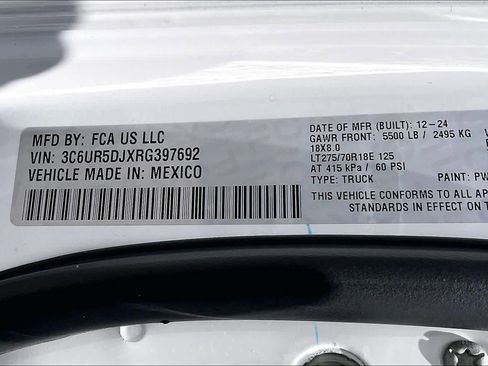 MFD BY: FCA US LLC
VIN: 3C6UR5DJXRG397692
VEHICLE MADE IN: MEXICO
DATE OF MFR (BUILT): 12-24
GAWR FRONT: 5500 LB / 2495 KG
18X8.0
LT275/70R18E 125
AT 415 kPa / 60 PSI
TYPE: TRUCK PAINT: PW
THIS VEHICLE CONFORMS TO ALL AP
STANDARDS IN EFFECT ON T